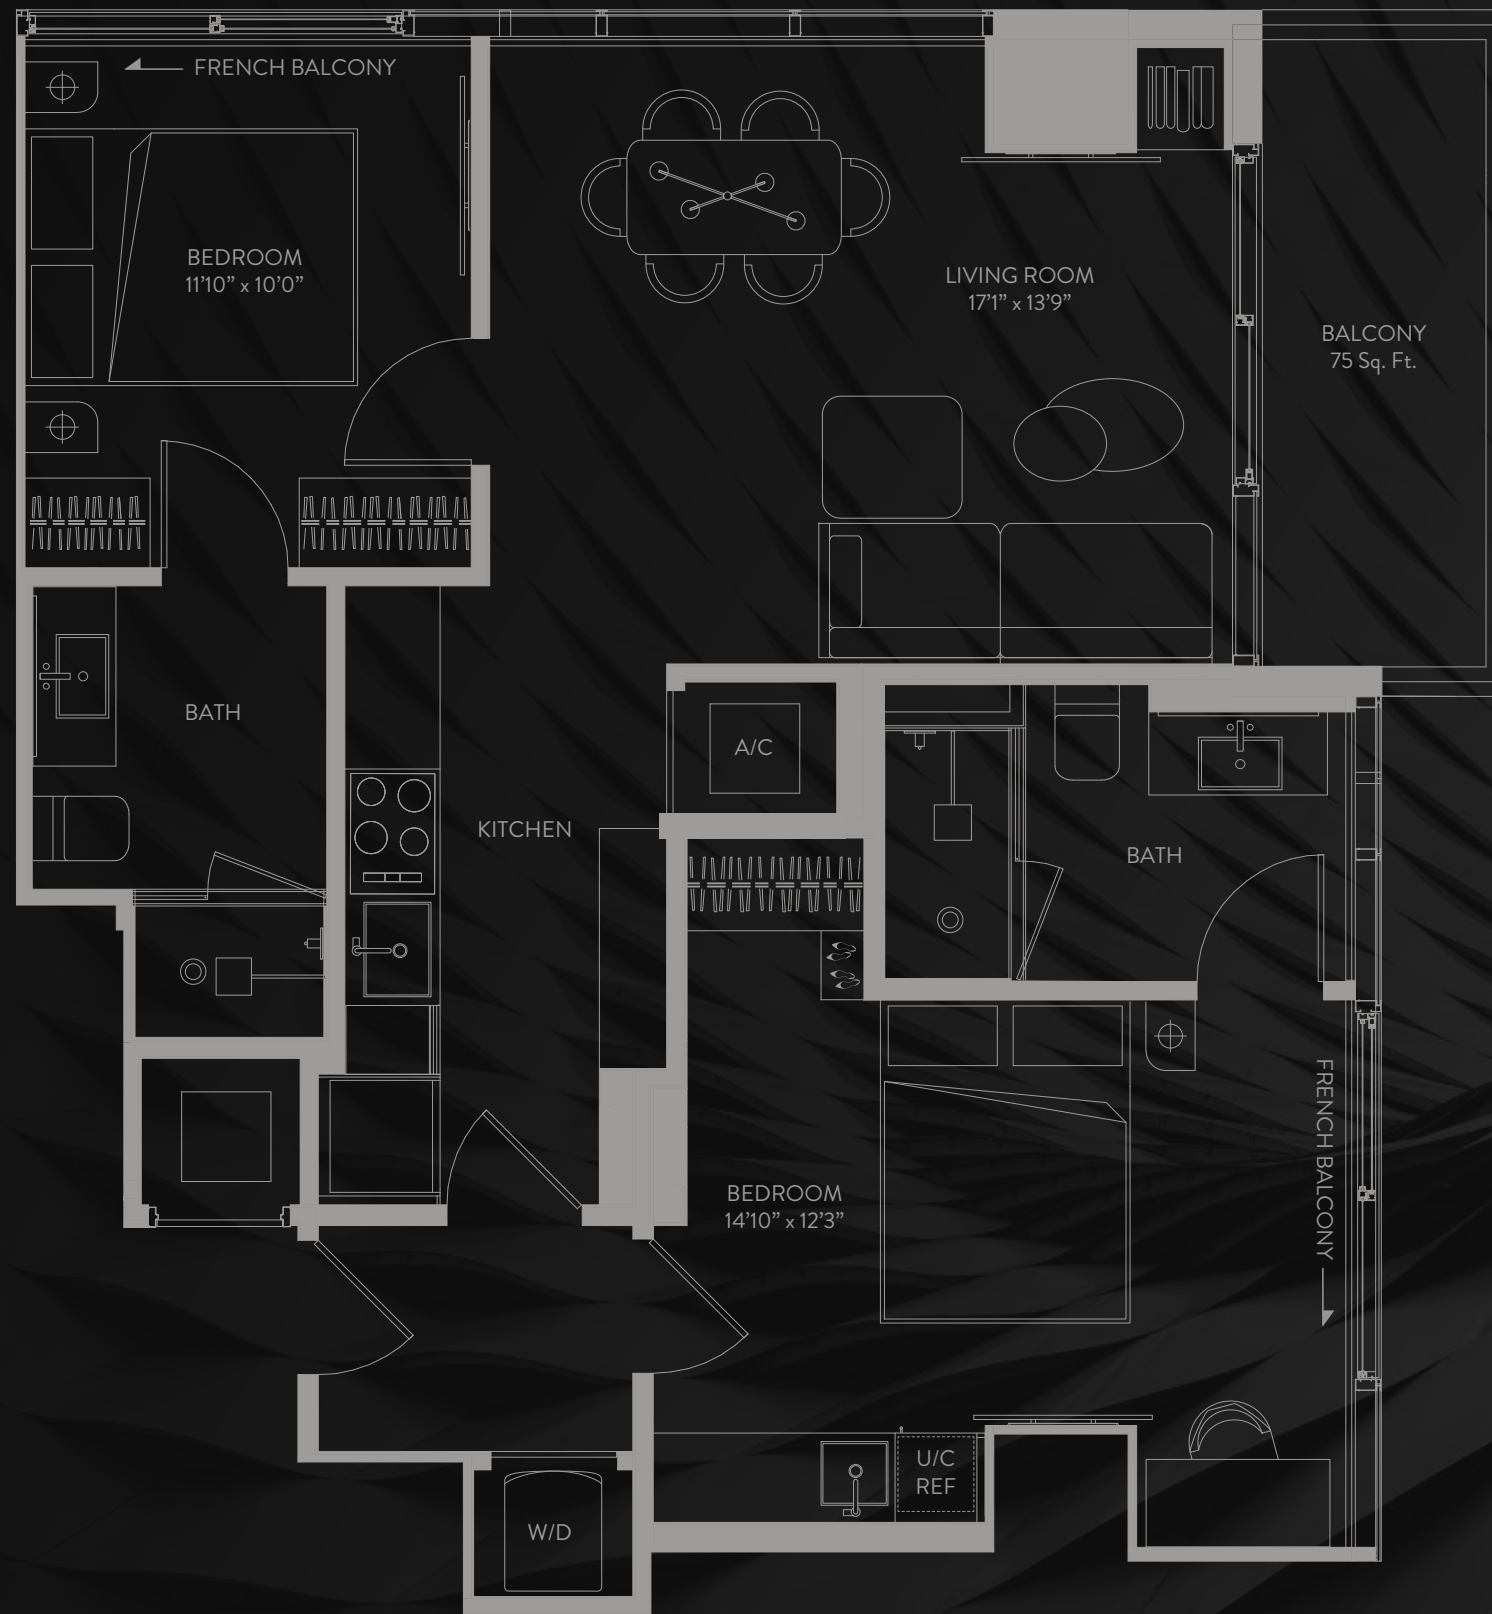 FRENCH BALCONY
BEDROOM
11'10” x 10'0”
LIVING ROOM
17'1” x 13'9”
BALCONY
75 Sq. Ft.
BATH
A/C
KITCHEN
BATH
FRENCH BALCONY
BEDROOM
14'10” x 12'3”
U/C
REF
W/D